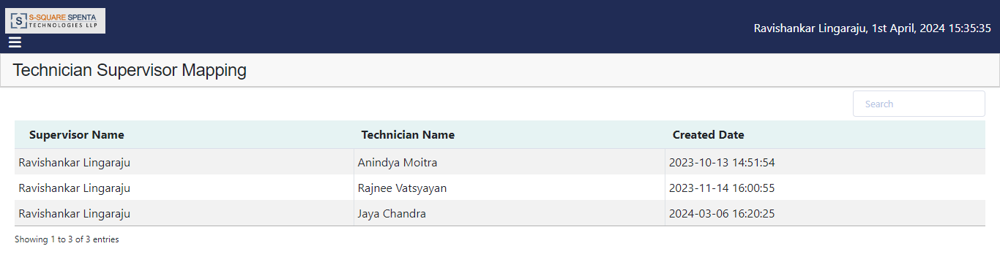 S-SQUARE SPENTA
TECHNOLOGIES LLP
Ravishankar Lingaraju, 1st April, 2024 15:35:35
Technician Supervisor Mapping
Search
Supervisor Name Technician Name Created Date
Ravishankar Lingaraju Anindya Moitra 2023-10-13 14:51:54
Ravishankar Lingaraju Rajnee Vatsyayan 2023-11-14 16:00:55
Ravishankar Lingaraju Jaya Chandra 2024-03-06 16:20:25
Showing 1 to 3 of 3 entries